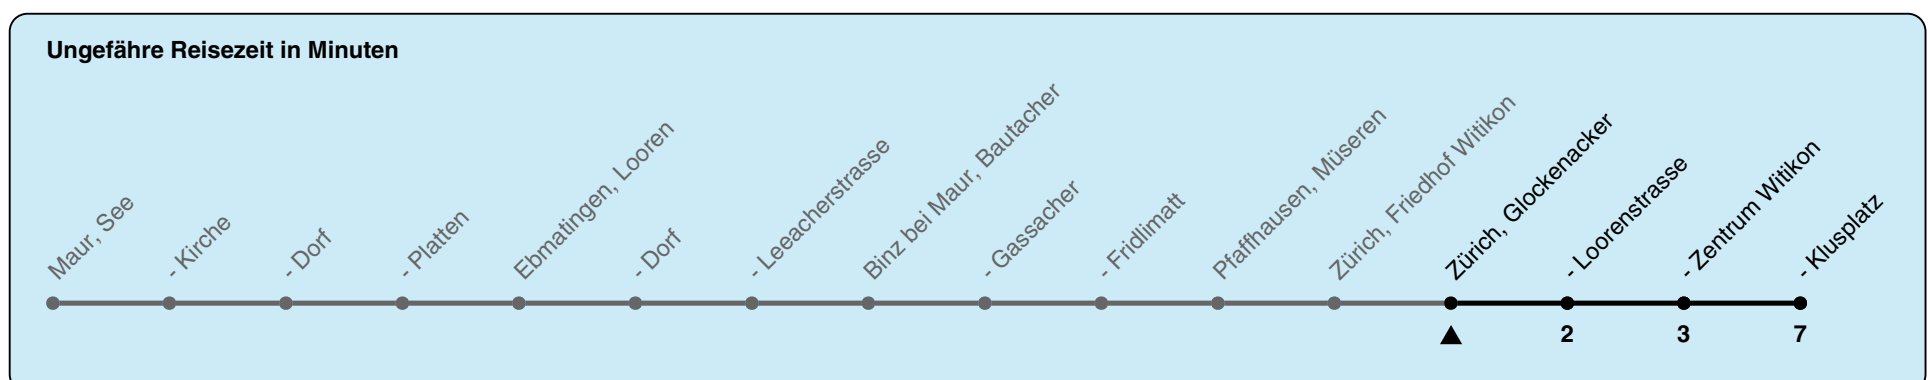 Ungefähre Reisezeit in Minuten
Maur, See
- Kirche
- Dorf
- Platten
Ebmatingen, Looren
- Dorf
- Leeacherstrasse
Binz bei Maur, Bautacher
- Gassacher
- Fridlimatt
Pfaffhausen, Müseren
Zürich, Friedhof Witikon
Zürich, Glockenacker
- Loorenstrasse
- Zentrum Witikon
- Klusplatz
2
3
7